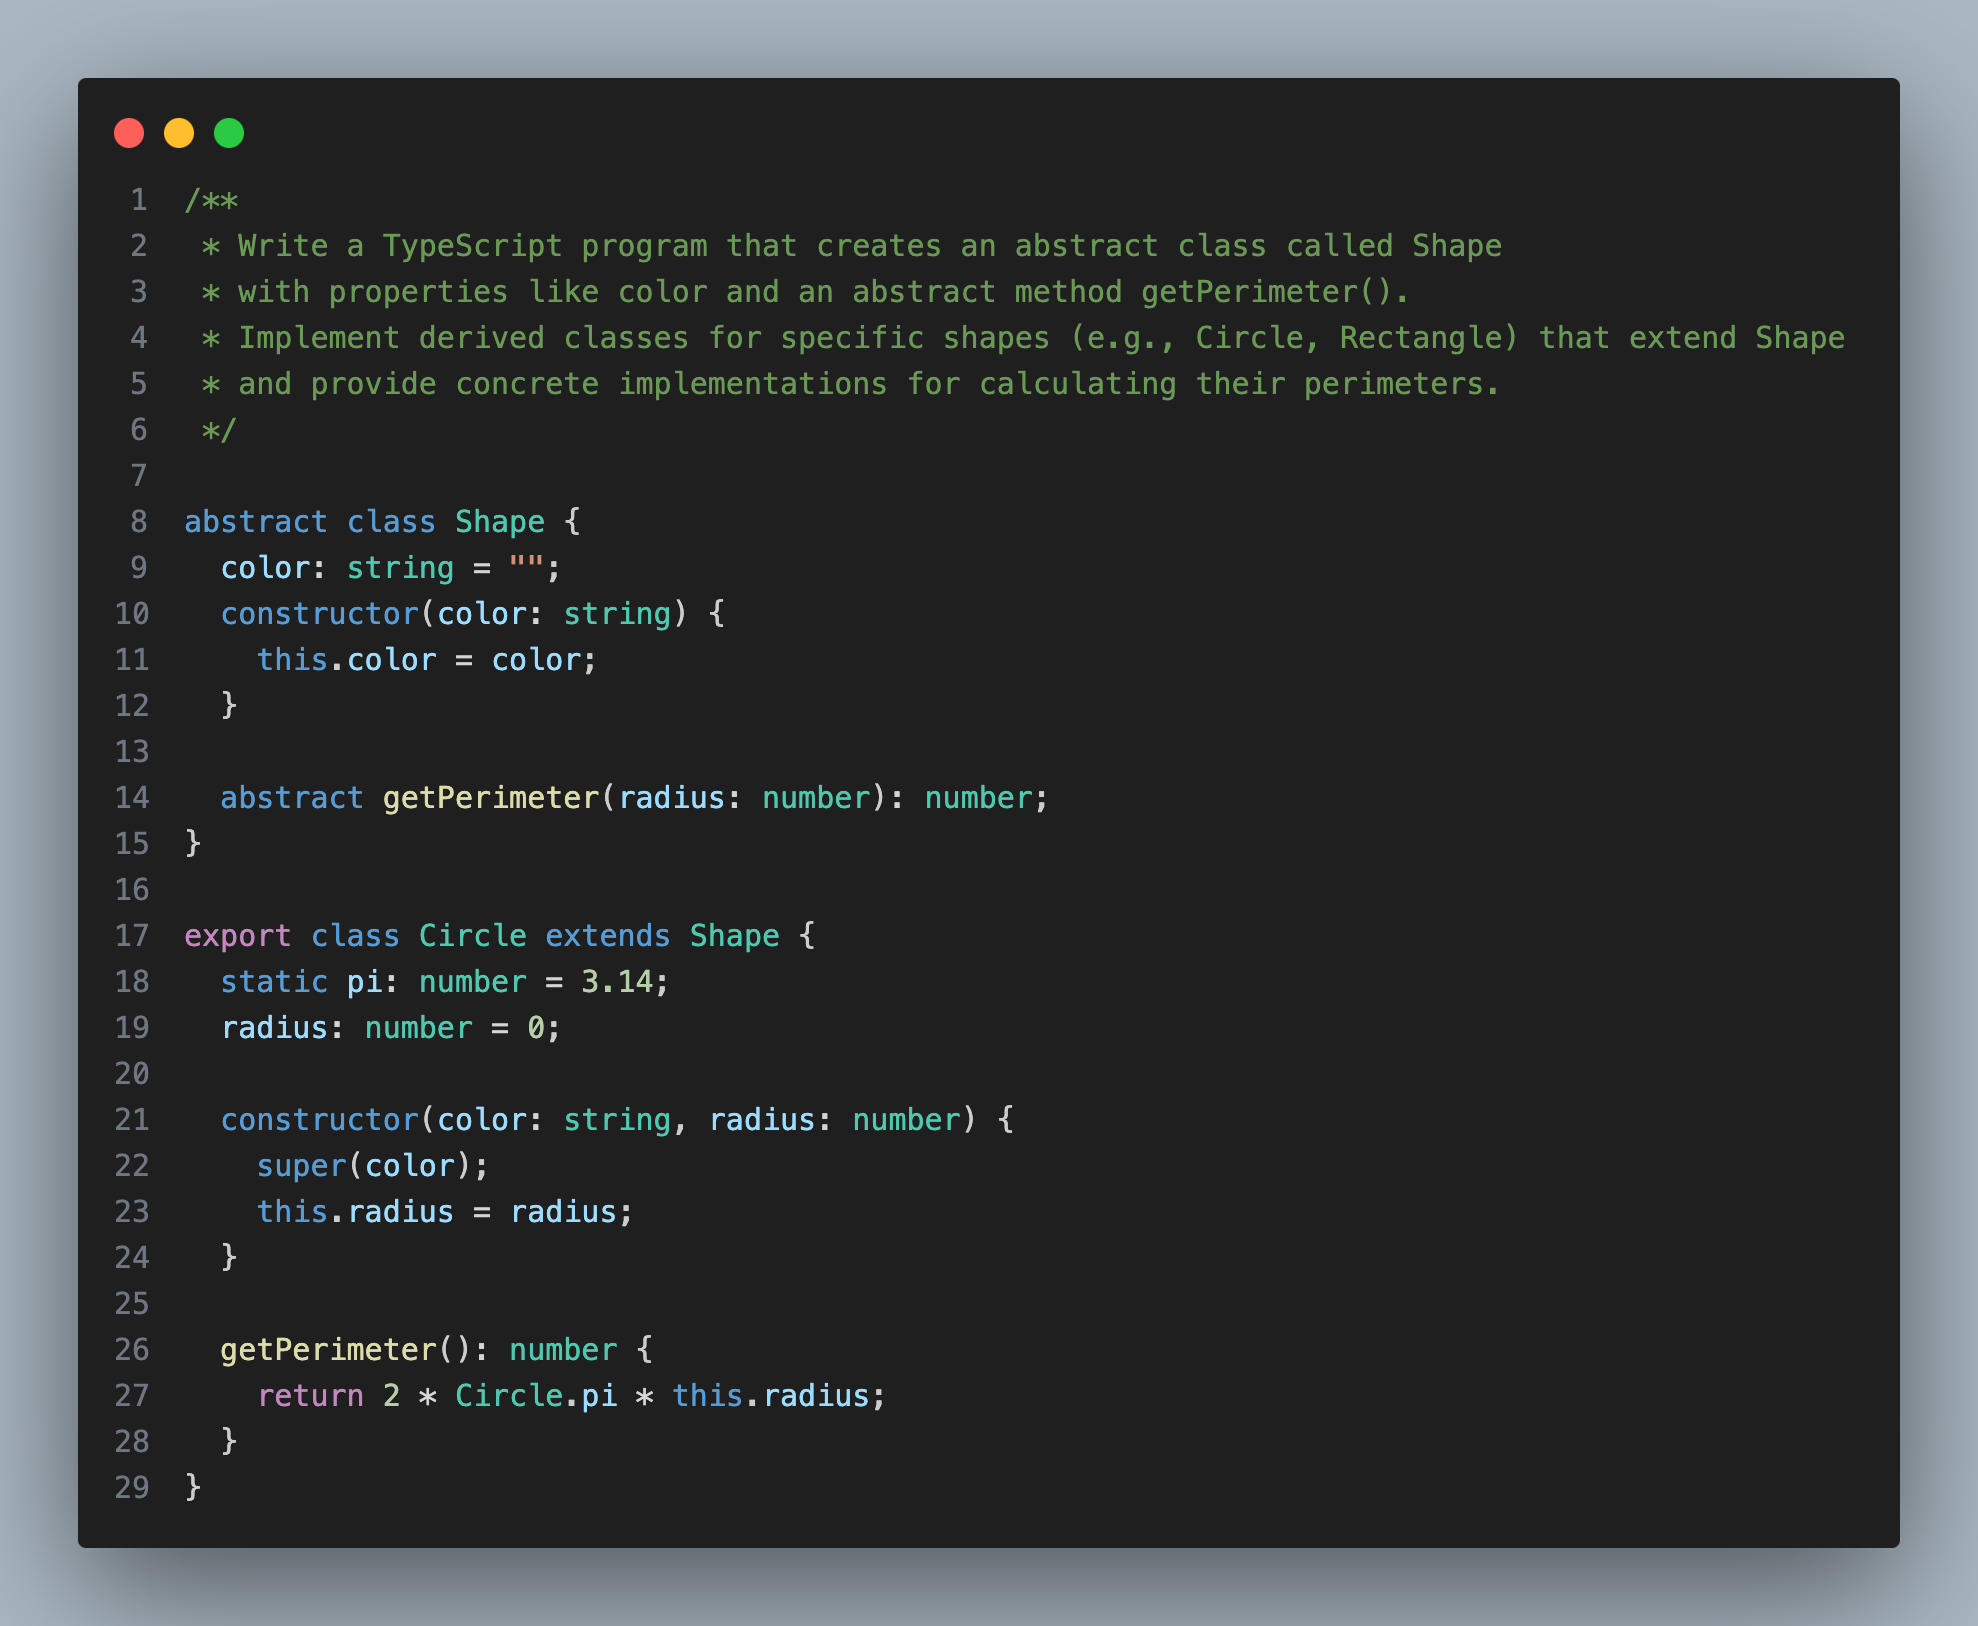 1 /**
2  * Write a TypeScript program that creates an abstract class called Shape
3  * with properties like color and an abstract method getPerimeter().
4  * Implement derived classes for specific shapes (e.g., Circle, Rectangle) that extend Shape
5  * and provide concrete implementations for calculating their perimeters.
6  */
7
8 abstract class Shape {
9   color: string = "";
10   constructor(color: string) {
11     this.color = color;
12   }
13
14   abstract getPerimeter(radius: number): number;
15 }
16
17 export class Circle extends Shape {
18   static pi: number = 3.14;
19   radius: number = 0;
20
21   constructor(color: string, radius: number) {
22     super(color);
23     this.radius = radius;
24   }
25
26   getPerimeter(): number {
27     return 2 * Circle.pi * this.radius;
28   }
29 }